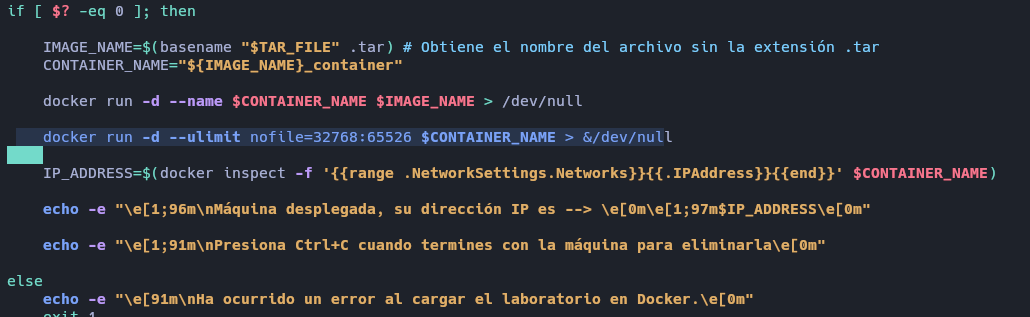 if [ $? -eq 0 ]; then
IMAGE_NAME=$(basename "$TAR_FILE" .tar) # Obtiene el nombre del archivo sin la extensión .tar
CONTAINER_NAME="${IMAGE_NAME}_container"
docker run -d --name $CONTAINER_NAME $IMAGE_NAME > /dev/null
docker run -d --ulimit nofile=32768:65526 $CONTAINER_NAME > &/dev/null
IP_ADDRESS=$(docker inspect -f '{{range .NetworkSettings.Networks}}{{.IPAddress}}{{end}}' $CONTAINER_NAME)
echo -e "\e[1;96m\nMáquina desplegada, su dirección IP es --> \e[0m\e[1;97m$IP_ADDRESS\e[0m"
echo -e "\e[1;91m\nPresiona Ctrl+C cuando termines con la máquina para eliminarla\e[0m"
else
echo -e "\e[91m\nHa ocurrido un error al cargar el laboratorio en Docker.\e[0m"
exit 1